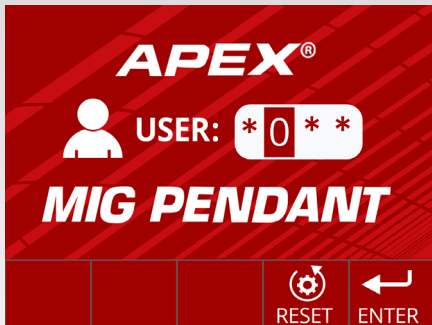 APEX®
USER: *0**
MIG PENDANT
RESET ENTER